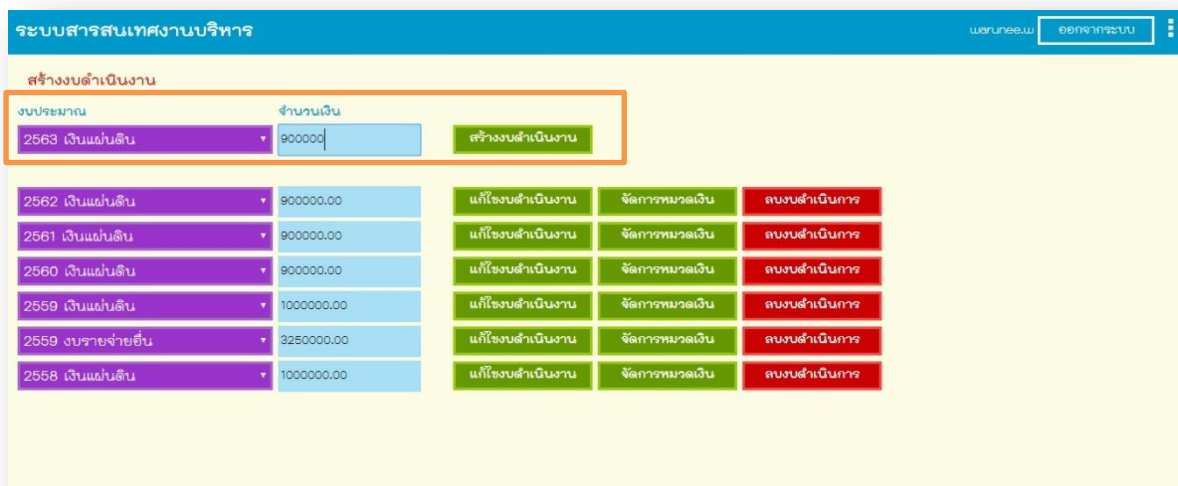 ระบบสารสนเทศงานบริหาร warunee.w ออกจากระบบ
สร้างงบดำเนินงาน
งบประมาณ จำนวนเงิน
2563 เงินแผ่นดิน 900000 สร้างงบดำเนินงาน
2562 เงินแผ่นดิน 900000.00 แก้ไขงบดำเนินงาน จัดการหมวดเงิน ลบงบดำเนินการ
2561 เงินแผ่นดิน 900000.00 แก้ไขงบดำเนินงาน จัดการหมวดเงิน ลบงบดำเนินการ
2560 เงินแผ่นดิน 900000.00 แก้ไขงบดำเนินงาน จัดการหมวดเงิน ลบงบดำเนินการ
2559 เงินแผ่นดิน 1000000.00 แก้ไขงบดำเนินงาน จัดการหมวดเงิน ลบงบดำเนินการ
2559 งบรายจ่ายอื่น 3250000.00 แก้ไขงบดำเนินงาน จัดการหมวดเงิน ลบงบดำเนินการ
2558 เงินแผ่นดิน 1000000.00 แก้ไขงบดำเนินงาน จัดการหมวดเงิน ลบงบดำเนินการ